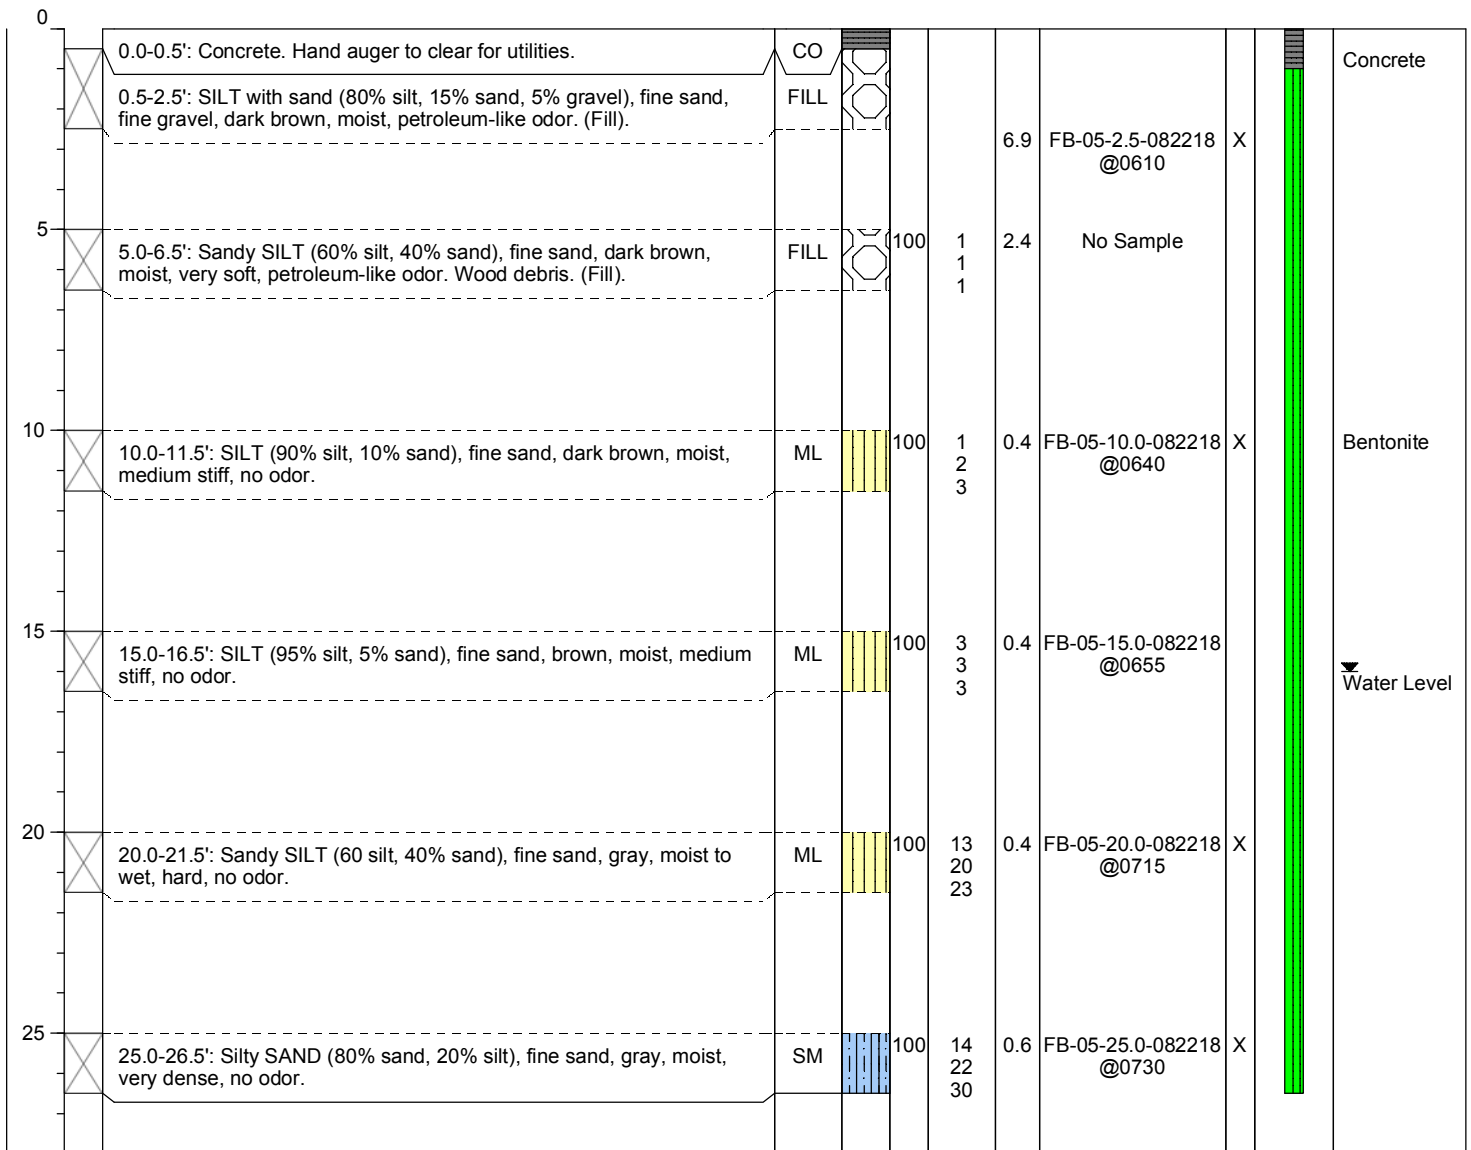 0
0.0-0.5': Concrete. Hand auger to clear for utilities.
CO
Concrete
0.5-2.5': SILT with sand (80% silt, 15% sand, 5% gravel), fine sand,
fine gravel, dark brown, moist, petroleum-like odor. (Fill).
FILL
6.9
FB-05-2.5-082218
@0610
X
5
5.0-6.5': Sandy SILT (60% silt, 40% sand), fine sand, dark brown,
moist, very soft, petroleum-like odor. Wood debris. (Fill).
FILL
100
1
1
1
2.4
No Sample
10
10.0-11.5': SILT (90% silt, 10% sand), fine sand, dark brown, moist,
medium stiff, no odor.
ML
100
1
2
3
0.4
FB-05-10.0-082218
@0640
X
Bentonite
15
15.0-16.5': SILT (95% silt, 5% sand), fine sand, brown, moist, medium
stiff, no odor.
ML
100
3
3
3
0.4
FB-05-15.0-082218
@0655
Water Level
20
20.0-21.5': Sandy SILT (60 silt, 40% sand), fine sand, gray, moist to
wet, hard, no odor.
ML
100
13
20
23
0.4
FB-05-20.0-082218
@0715
X
25
25.0-26.5': Silty SAND (80% sand, 20% silt), fine sand, gray, moist,
very dense, no odor.
SM
100
14
22
30
0.6
FB-05-25.0-082218
@0730
X